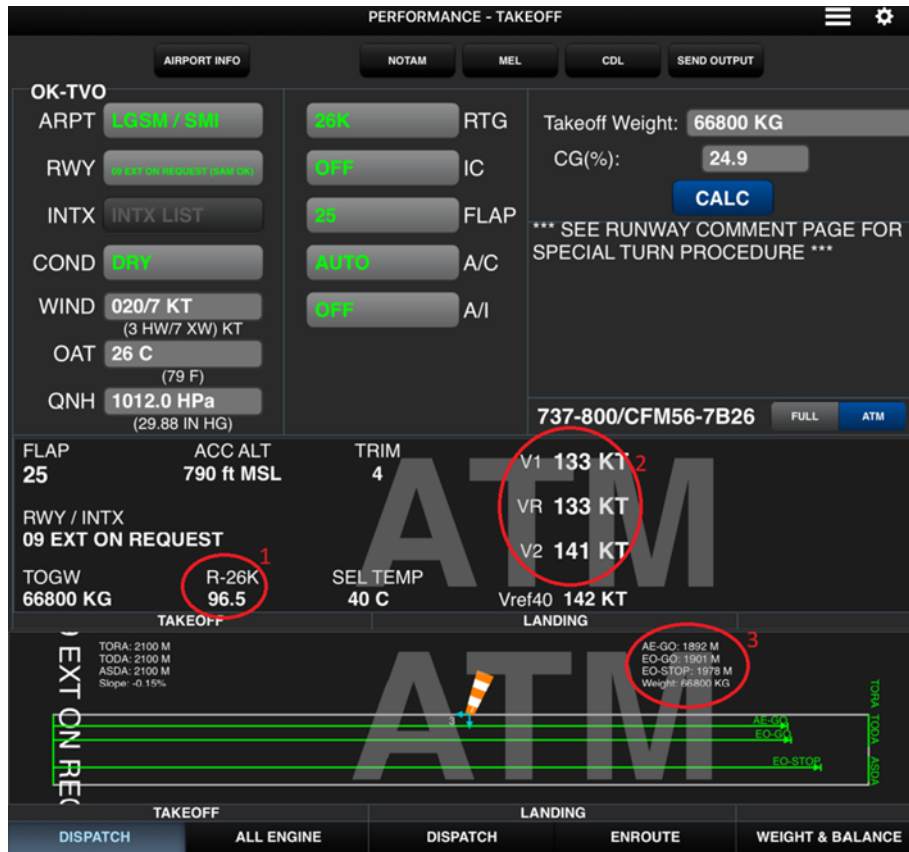 PERFORMANCE - TAKEOFF
AIRPORT INFO NOTAM MEL CDL SEND OUTPUT
OK-TVO
ARPT LGSM / SMI
RWY 09 EXT ON REQUEST (SAM OK)
INTX INTX LIST
COND DRY
WIND 020/7 KT
(3 HW/7 XW) KT
OAT 26 C
(79 F)
QNH 1012.0 HPa
(29.88 IN HG)
26K RTG
OFF IC
25 FLAP
AUTO A/C
OFF A/I
Takeoff Weight: 66800 KG
CG(%): 24.9
CALC
*** SEE RUNWAY COMMENT PAGE FOR
SPECIAL TURN PROCEDURE ***
737-800/CFM56-7B26 FULL ATM
ATM
FLAP ACC ALT TRIM
25 790 ft MSL 4
RWY / INTX
09 EXT ON REQUEST
1
TOGW R-26K SEL TEMP
66800 KG 96.5 40 C
V1 133 KT 2
VR 133 KT
V2 141 KT
Vref40 142 KT
TAKEOFF LANDING
ATM
EXT ON REQ
TORA: 2100 M
TODA: 2100 M
ASDA: 2100 M
Slope: -0.15%
AE-GO: 1892 M 3
EO-GO: 1901 M
EO-STOP: 1978 M
Weight: 66800 KG
3
AE-GO
EO-GO
EO-STOP
TORA TODA ASDA
TAKEOFF LANDING
DISPATCH ALL ENGINE DISPATCH ENROUTE WEIGHT & BALANCE